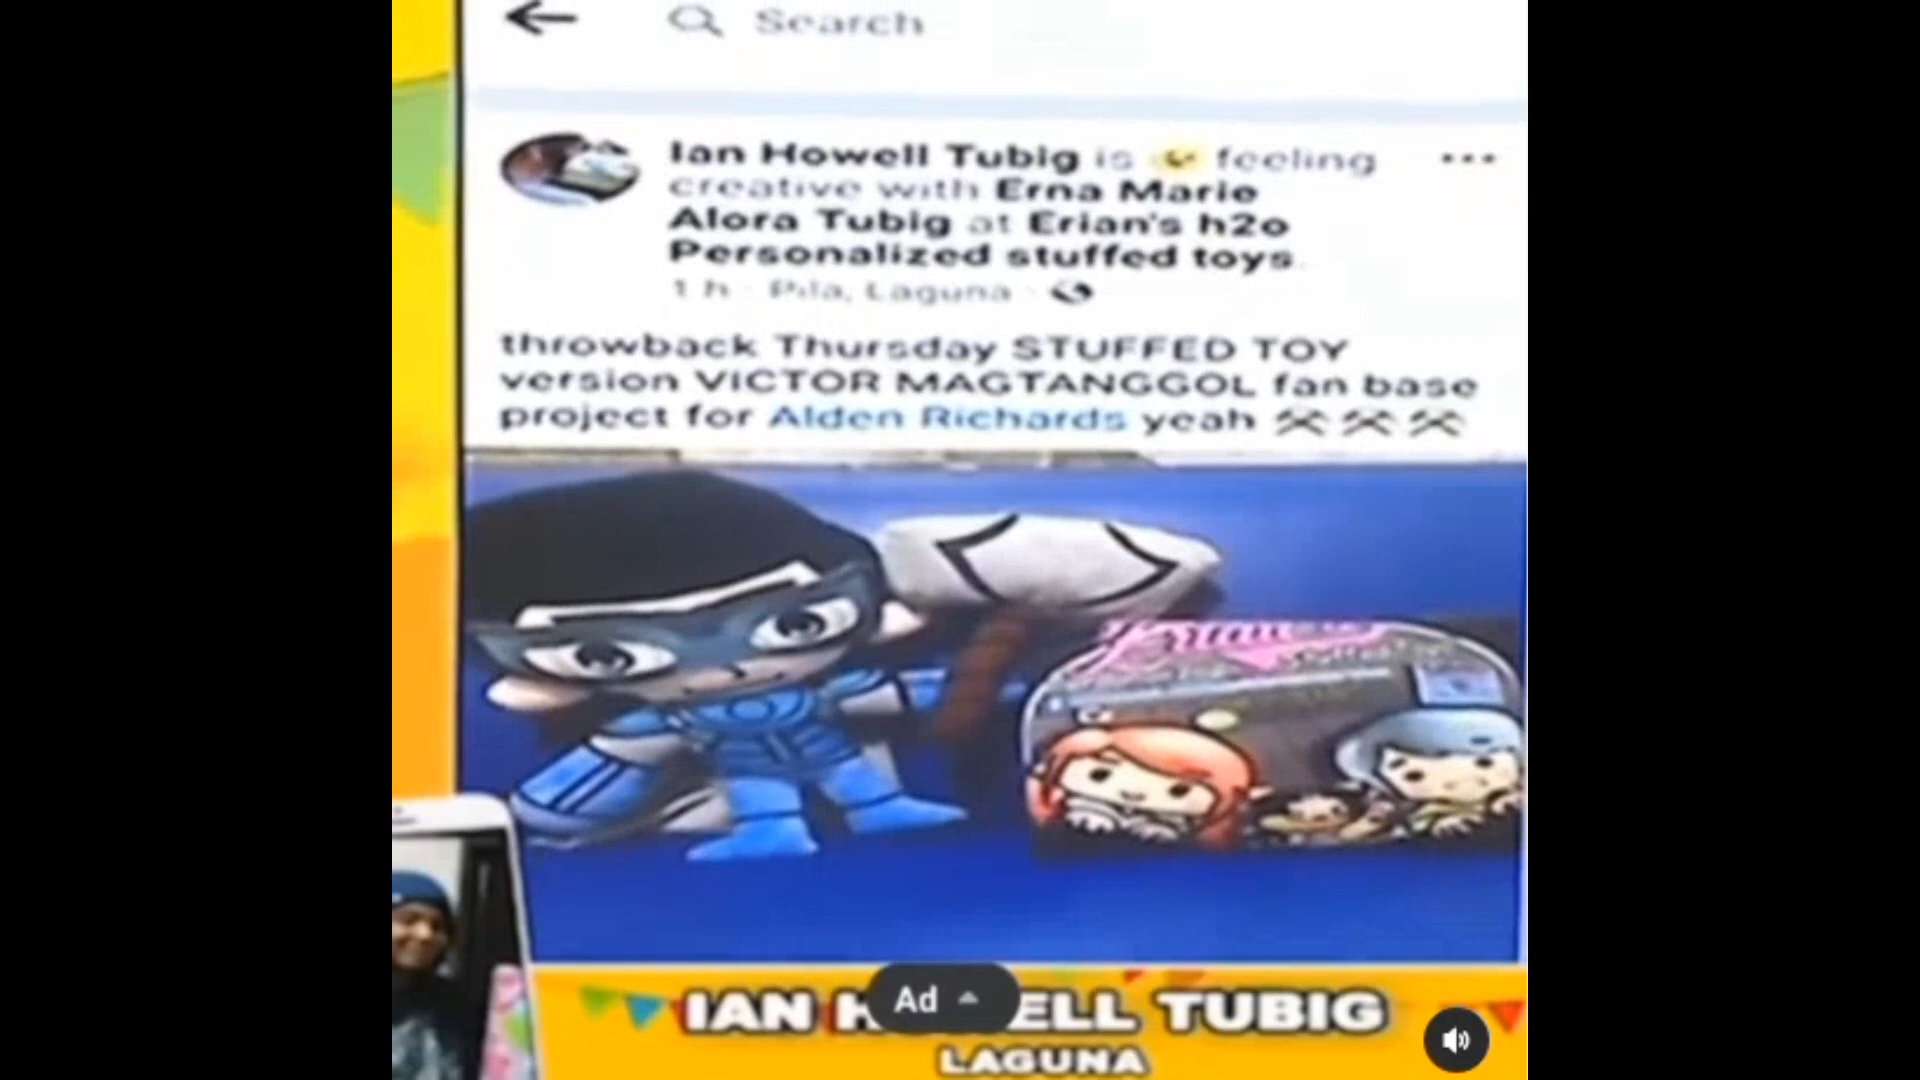 Search
Ian Howell Tubig is feeling
creative with Erna Marie
Alora Tubig at Erian's h2o
Personalized stuffed toys.
1 h · Pila, Laguna ·
throwback Thursday STUFFED TOY
version VICTOR MAGTANGGOL fan base
project for Alden Richards yeah
Ad
IAN H ELL TUBIG
LAGUNA